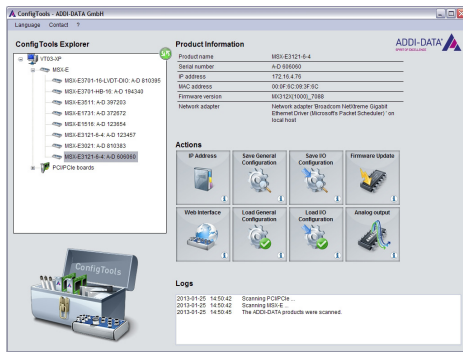 ConfigTools - ADDI-DATA GmbH
Language Contact ?
ConfigTools Explorer
VT03-XP
MSX-E
MSX-E3701-16-LVDT-DIO: A-D 810395
MSX-E3701-HB-16: A-D 194340
MSX-E3511: A-D 397203
MSX-E1731: A-D 372672
MSX-E1516: A-D 123654
MSX-E3121-6-4: A-D 123457
MSX-E3021: A-D 810383
MSX-E3121-6-4: A-D 606060
PCI/PCIe boards
ConfigTools
Product Information
ADDI-DATA
SPIRIT OF EXCELLENCE
Product name MSX-E3121-6-4
Serial number A-D 606060
IP address 172.16.4.76
MAC address 00:0F:6C:09:3F:6C
Firmware version MX312X(1000)_7088
Network adapter Network adapter 'Broadcom NetXtreme Gigabit
Ethernet Driver (Microsoft's Packet Scheduler) ' on
local host
Actions
IP Address
Save General
Configuration
Save I/O
Configuration
Firmware Update
Web Interface
Load General
Configuration
Load I/O
Configuration
Analog output
Logs
2013-01-25 14:50:42 Scanning PCI/PCIe ...
2013-01-25 14:50:42 Scanning MSX-E ...
2013-01-25 14:50:45 The ADDI-DATA products were scanned.